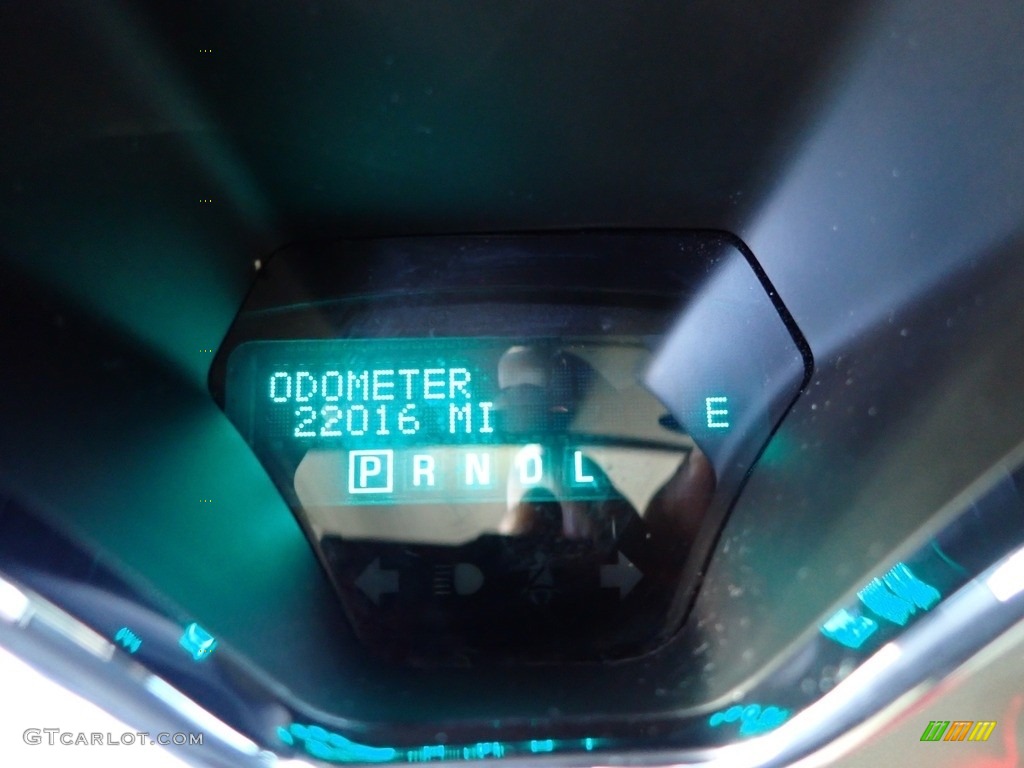 ODOMETER
22016 MI
E
P R N D L
GTCARLOT.COM